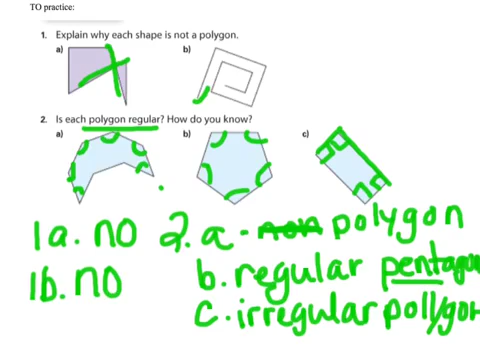 TO practice:
1. Explain why each shape is not a polygon.
a) b)
2. Is each polygon regular? How do you know?
a) b) c)
1a. no 2. a - non polygon
1b. no b. regular pentagon
c. irregular pollygon